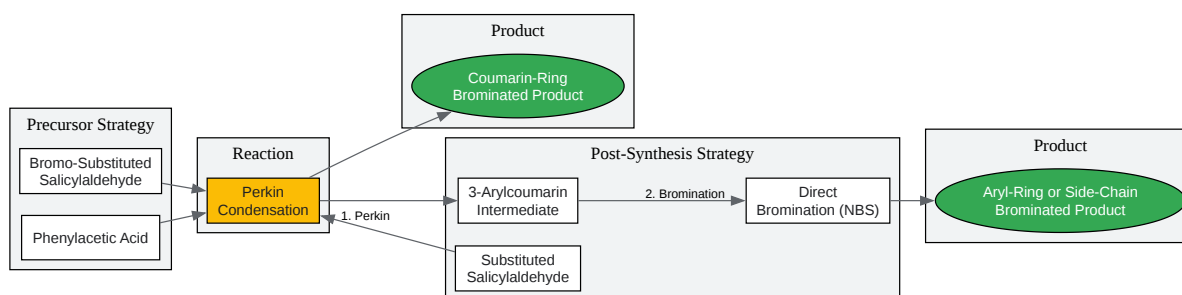 Product
Coumarin-Ring
Brominated Product
Precursor Strategy
Bromo-Substituted
Salicylaldehyde
Phenylacetic Acid
Reaction
Perkin
Condensation
1. Perkin
Post-Synthesis Strategy
3-Arylcoumarin
Intermediate
2. Bromination
Direct
Bromination (NBS)
Substituted
Salicylaldehyde
Product
Aryl-Ring or Side-Chain
Brominated Product